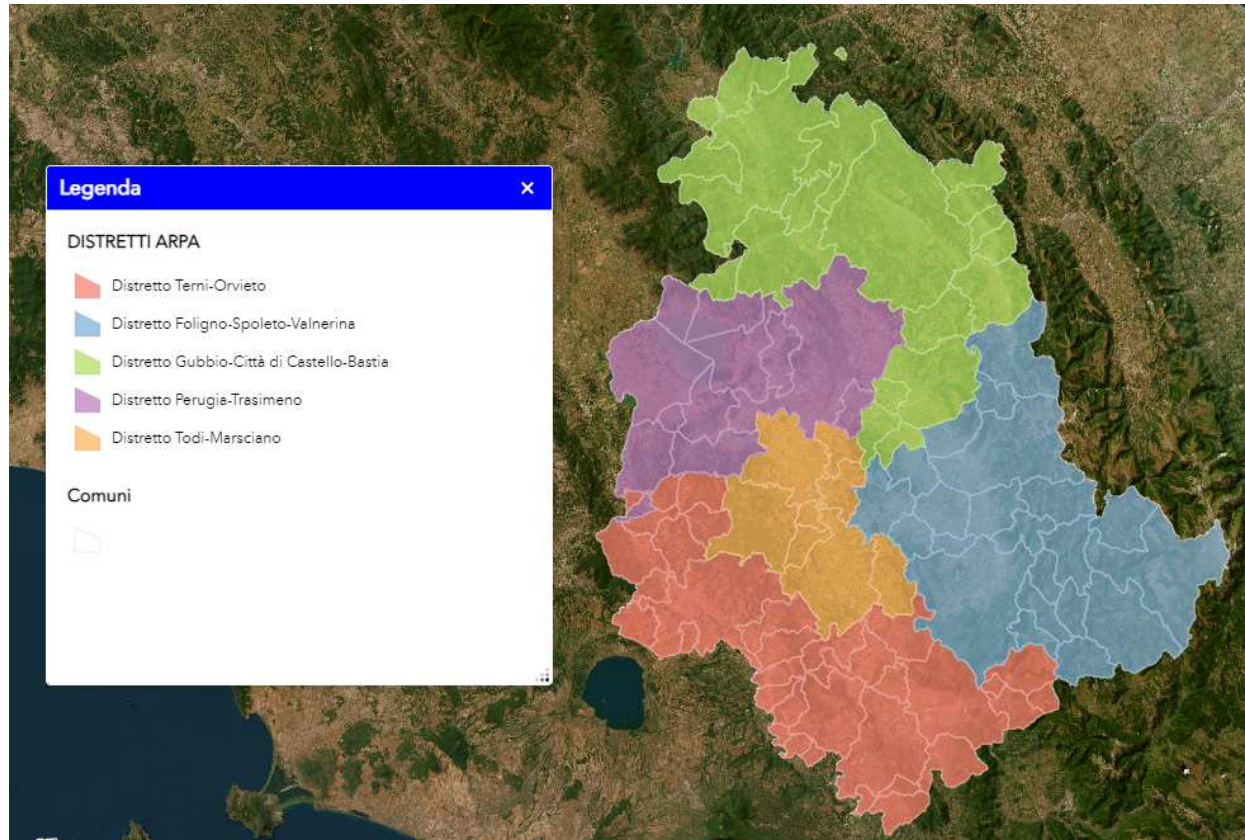 Legenda
DISTRETTI ARPA
Distretto Terni-Orvieto
Distretto Foligno-Spoleto-Valnerina
Distretto Gubbio-Città di Castello-Bastia
Distretto Perugia-Trasimeno
Distretto Todi-Marsciano
Comuni